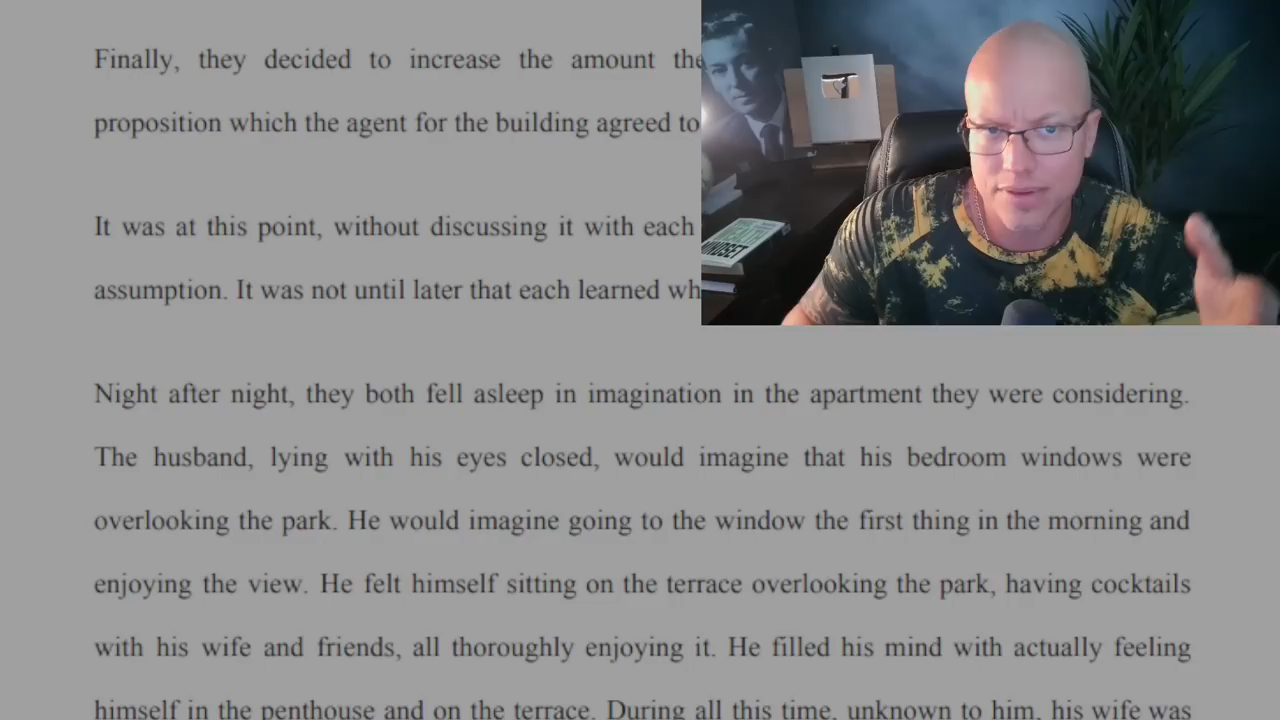 Finally, they decided to increase the amount the
proposition which the agent for the building agreed to
It was at this point, without discussing it with each
assumption. It was not until later that each learned wh
MINDSET
Night after night, they both fell asleep in imagination in the apartment they were considering.
The husband, lying with his eyes closed, would imagine that his bedroom windows were
overlooking the park. He would imagine going to the window the first thing in the morning and
enjoying the view. He felt himself sitting on the terrace overlooking the park, having cocktails
with his wife and friends, all thoroughly enjoying it. He filled his mind with actually feeling
himself in the penthouse and on the terrace. During all this time, unknown to him, his wife was